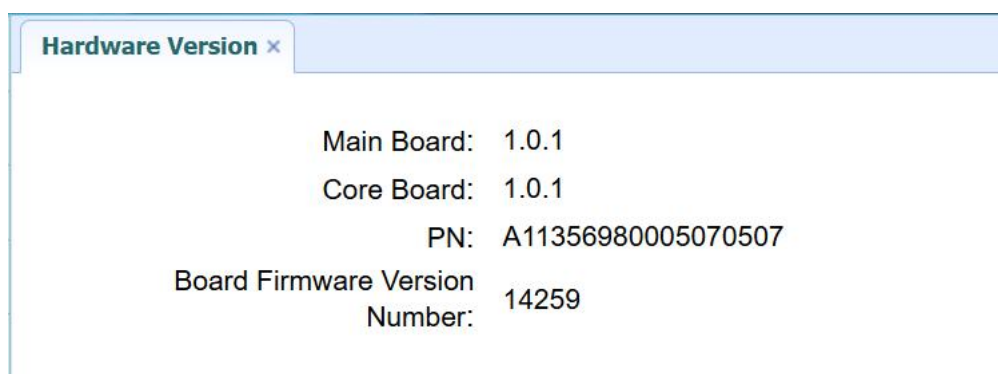 Hardware Version ×
Main Board: 1.0.1
Core Board: 1.0.1
PN: A11356980005070507
Board Firmware Version
Number: 14259